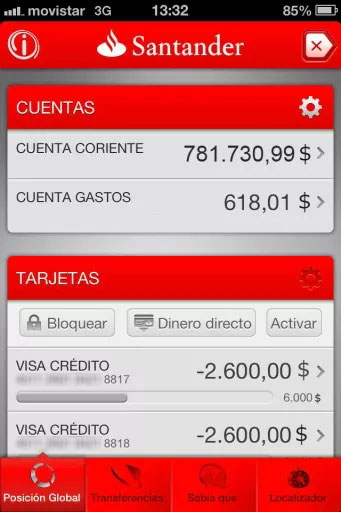 movistar 3G 13:32 85%
Santander
CUENTAS
CUENTA CORIENTE 781.730,99 $
CUENTA GASTOS 618,01 $
TARJETAS
Bloquear Dinero directo Activar
VISA CRÉDITO -2.600,00 $
8817
6.000 $
VISA CRÉDITO -2.600,00 $
8818
Posición Global Transferencias Sabía que Localizador